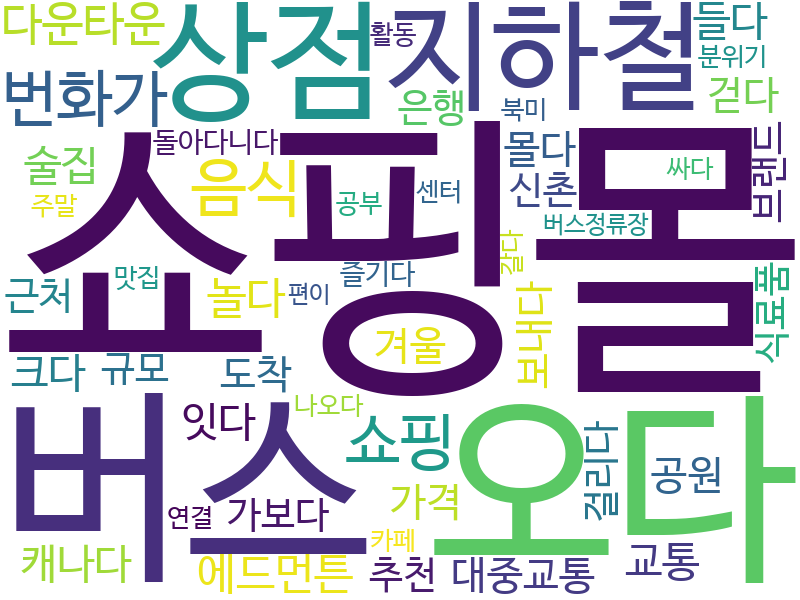 다운타운
상점
활동
지하철
들다
분위기
번화가
은행
북미
걷다
돌아다니다
쇼핑몰
몰다
브랜드
술집
음식
싸다
주말
공부
센터
신촌
버스정류장
갈다
맛집
즐기다
근처
놀다
편이
보내다
식료품
겨울
크다
규모
도착
나오다
버스
잇다
쇼핑
오다
걸리다
공원
가격
연결
가보다
카페
캐나다
에드먼튼
추천
대중교통
교통